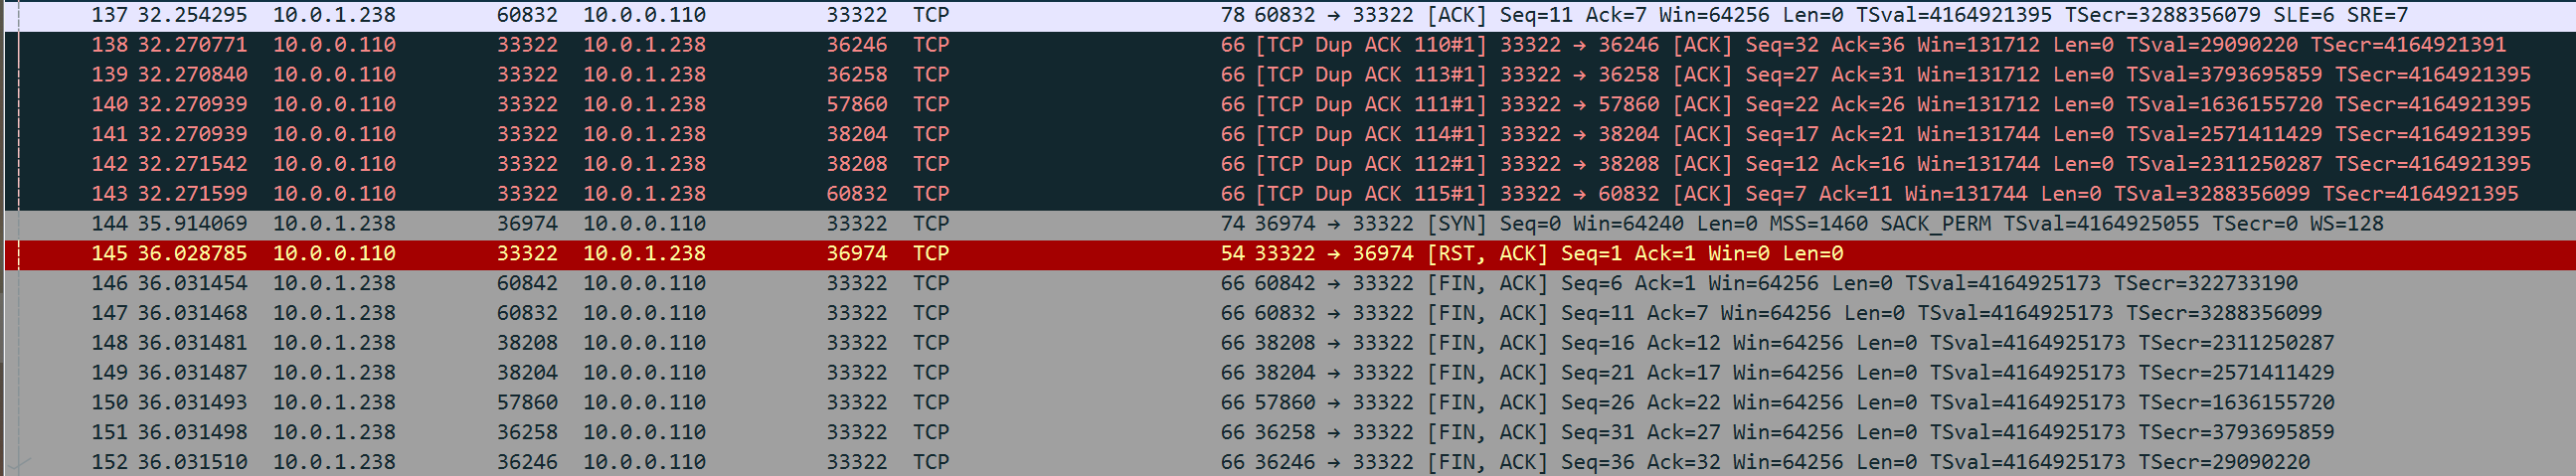 137 32.254295 10.0.1.238 60832 10.0.0.110 33322 TCP 78 60832 → 33322 [ACK] Seq=11 Ack=7 Win=64256 Len=0 TSval=4164921395 TSecr=3288356079 SLE=6 SRE=7
138 32.270771 10.0.0.110 33322 10.0.1.238 36246 TCP 66 [TCP Dup ACK 110#1] 33322 → 36246 [ACK] Seq=32 Ack=36 Win=131712 Len=0 TSval=29090220 TSecr=4164921391
139 32.270840 10.0.0.110 33322 10.0.1.238 36258 TCP 66 [TCP Dup ACK 113#1] 33322 → 36258 [ACK] Seq=27 Ack=31 Win=131712 Len=0 TSval=3793695859 TSecr=4164921395
140 32.270939 10.0.0.110 33322 10.0.1.238 57860 TCP 66 [TCP Dup ACK 111#1] 33322 → 57860 [ACK] Seq=22 Ack=26 Win=131712 Len=0 TSval=1636155720 TSecr=4164921395
141 32.270939 10.0.0.110 33322 10.0.1.238 38204 TCP 66 [TCP Dup ACK 114#1] 33322 → 38204 [ACK] Seq=17 Ack=21 Win=131744 Len=0 TSval=2571411429 TSecr=4164921395
142 32.271542 10.0.0.110 33322 10.0.1.238 38208 TCP 66 [TCP Dup ACK 112#1] 33322 → 38208 [ACK] Seq=12 Ack=16 Win=131744 Len=0 TSval=2311250287 TSecr=4164921395
143 32.271599 10.0.0.110 33322 10.0.1.238 60832 TCP 66 [TCP Dup ACK 115#1] 33322 → 60832 [ACK] Seq=7 Ack=11 Win=131744 Len=0 TSval=3288356099 TSecr=4164921395
144 35.914069 10.0.1.238 36974 10.0.0.110 33322 TCP 74 36974 → 33322 [SYN] Seq=0 Win=64240 Len=0 MSS=1460 SACK_PERM TSval=4164925055 TSecr=0 WS=128
145 36.028785 10.0.0.110 33322 10.0.1.238 36974 TCP 54 33322 → 36974 [RST, ACK] Seq=1 Ack=1 Win=0 Len=0
146 36.031454 10.0.1.238 60842 10.0.0.110 33322 TCP 66 60842 → 33322 [FIN, ACK] Seq=6 Ack=1 Win=64256 Len=0 TSval=4164925173 TSecr=322733190
147 36.031468 10.0.1.238 60832 10.0.0.110 33322 TCP 66 60832 → 33322 [FIN, ACK] Seq=11 Ack=7 Win=64256 Len=0 TSval=4164925173 TSecr=3288356099
148 36.031481 10.0.1.238 38208 10.0.0.110 33322 TCP 66 38208 → 33322 [FIN, ACK] Seq=16 Ack=12 Win=64256 Len=0 TSval=4164925173 TSecr=2311250287
149 36.031487 10.0.1.238 38204 10.0.0.110 33322 TCP 66 38204 → 33322 [FIN, ACK] Seq=21 Ack=17 Win=64256 Len=0 TSval=4164925173 TSecr=2571411429
150 36.031493 10.0.1.238 57860 10.0.0.110 33322 TCP 66 57860 → 33322 [FIN, ACK] Seq=26 Ack=22 Win=64256 Len=0 TSval=4164925173 TSecr=1636155720
151 36.031498 10.0.1.238 36258 10.0.0.110 33322 TCP 66 36258 → 33322 [FIN, ACK] Seq=31 Ack=27 Win=64256 Len=0 TSval=4164925173 TSecr=3793695859
152 36.031510 10.0.1.238 36246 10.0.0.110 33322 TCP 66 36246 → 33322 [FIN, ACK] Seq=36 Ack=32 Win=64256 Len=0 TSval=4164925173 TSecr=29090220